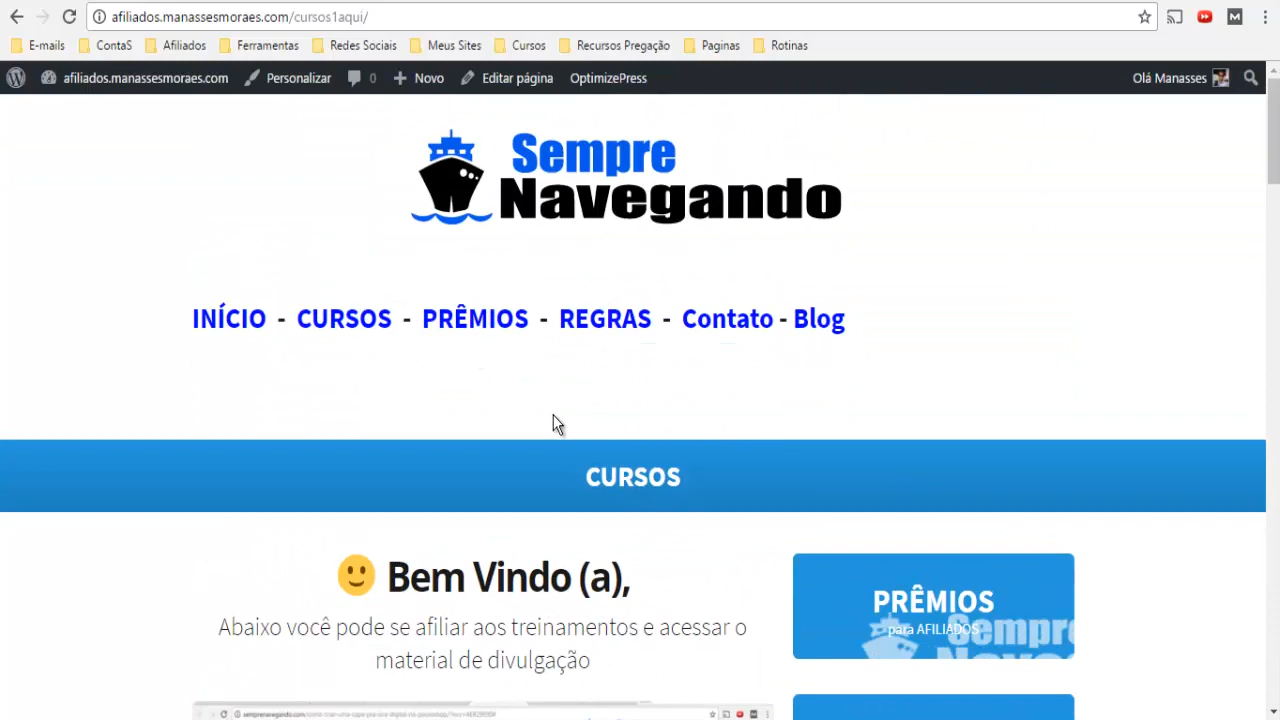 afiliados.manassesmoraes.com/cursos1aqui/
E-mails ContaS Afiliados Ferramentas Redes Sociais Meus Sites Cursos Recursos Pregação Paginas Rotinas
afiliados.manassesmoraes.com Personalizar 0 Novo Editar página OptimizePress Olá Manasses
Sempre
Navegando
INÍCIO - CURSOS - PRÊMIOS - REGRAS - Contato - Blog
CURSOS
Bem Vindo (a),
Abaixo você pode se afiliar aos treinamentos e acessar o
material de divulgação
PRÊMIOS
para AFILIADOS